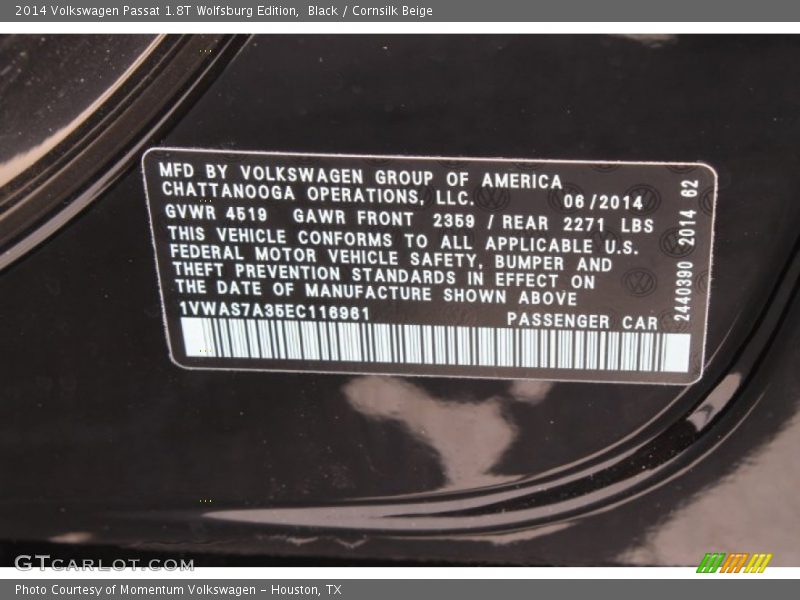 2014 Volkswagen Passat 1.8T Wolfsburg Edition, Black / Cornsilk Beige
MFD BY VOLKSWAGEN GROUP OF AMERICA
CHATTANOOGA OPERATIONS, LLC. 06/2014
GVWR 4519 GAWR FRONT 2359 / REAR 2271 LBS
THIS VEHICLE CONFORMS TO ALL APPLICABLE U.S.
FEDERAL MOTOR VEHICLE SAFETY, BUMPER AND
THEFT PREVENTION STANDARDS IN EFFECT ON
THE DATE OF MANUFACTURE SHOWN ABOVE
1VWAS7A36EC116961 PASSENGER CAR
2440390 2014 62
GTCARLOT.COM
Photo Courtesy of Momentum Volkswagen - Houston, TX